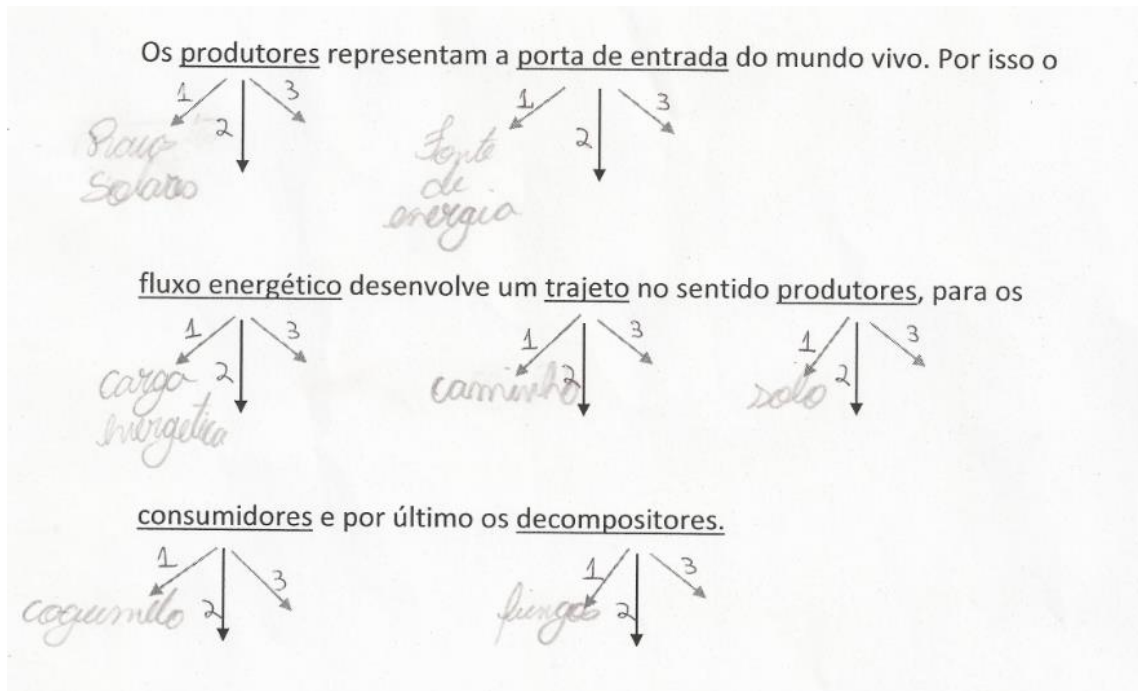 Os produtores representam a porta de entrada do mundo vivo. Por isso o
1 2 3 1 2 3
Solares
Fonte
de
energia
fluxo energético desenvolve um trajeto no sentido produtores, para os
1 2 3 1 2 3 1 2 3
carga
energetica
caminho
solo
consumidores e por último os decompositores.
1 2 3 1 2 3
cogumelo
fungos